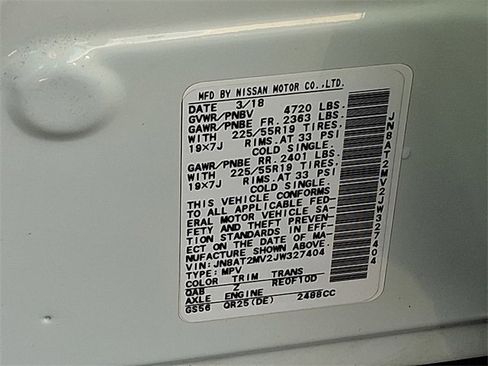 MFD BY NISSAN MOTOR CO.,LTD.
DATE 3/18
GVWR/PNBV 4720 LBS.
GAWR/PNBE FR. 2363 LBS.
WITH 225/55R19 TIRES.
19×7J RIMS.AT 33 PSI
COLD SINGLE.
GAWR/PNBE RR. 2401 LBS.
WITH 225/55R19 TIRES.
19×7J RIMS.AT 33 PSI
COLD SINGLE.
THIS VEHICLE CONFORMS
TO ALL APPLICABLE FED-
ERAL MOTOR VEHICLE SA-
FETY AND THEFT PREVEN-
TION STANDARDS IN EFF-
ECT ON THE DATE OF MA-
NUFACTURE SHOWN ABOVE.
VIN:JN8AT2MV2JW327404
TYPE:MPV
COLOR TRIM TRANS
QAB Z RE0F10D
AXLE ENGINE
GS56 QR25(DE) 2488CC
JN8AT2MV2JW327404